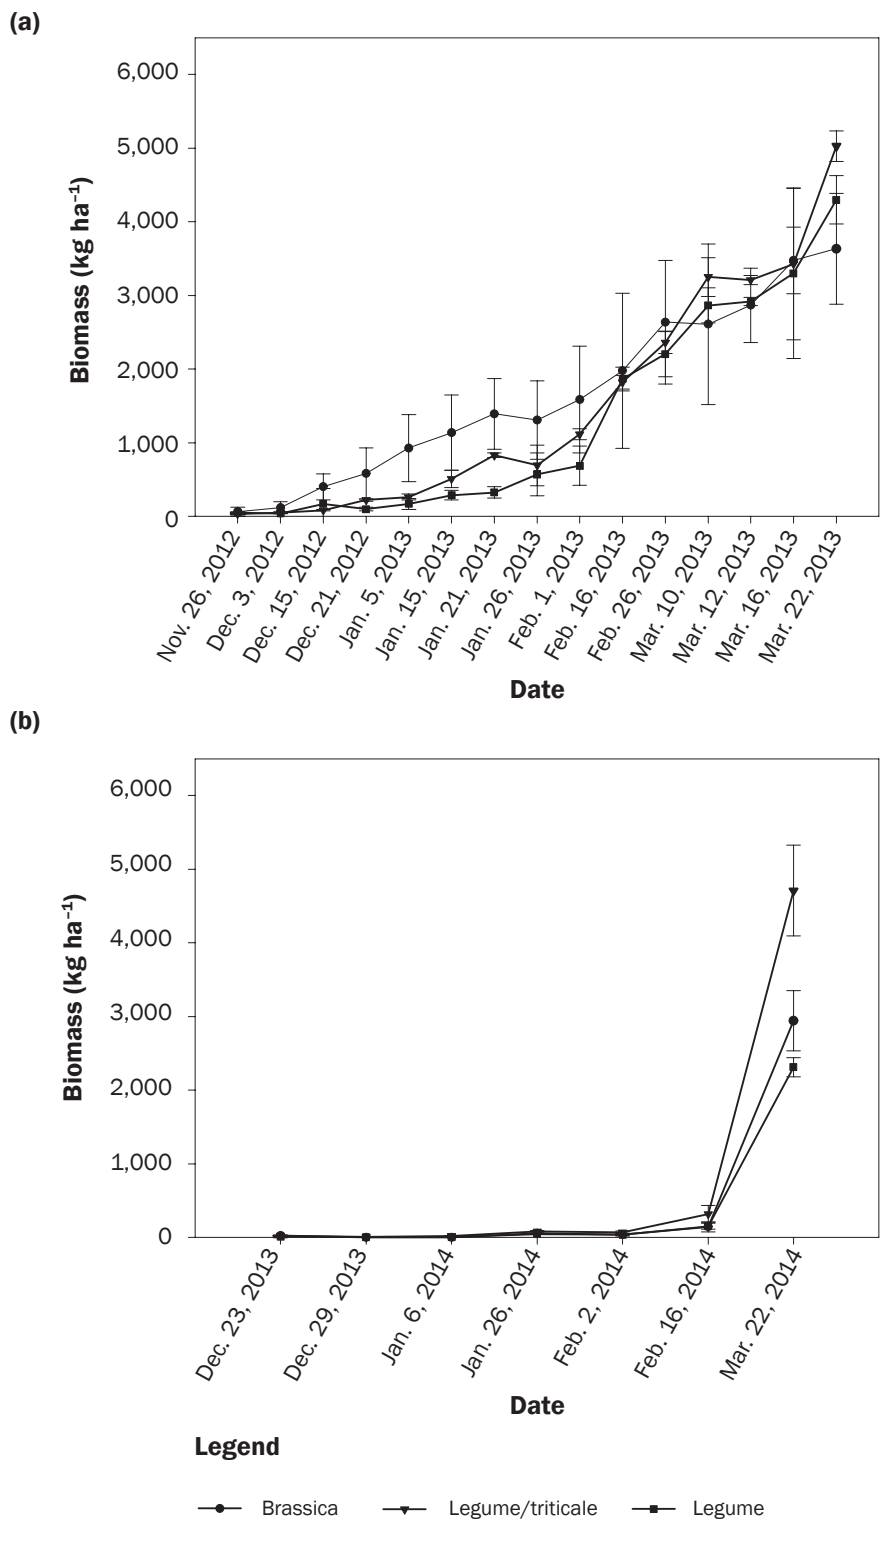 (a)
6,000
5,000
4,000
3,000
2,000
1,000
0
Biomass (kg ha⁻¹)
Nov. 26, 2012
Dec. 3, 2012
Dec. 15, 2012
Dec. 21, 2012
Jan. 5, 2013
Jan. 15, 2013
Jan. 21, 2013
Jan. 26, 2013
Feb. 1, 2013
Feb. 16, 2013
Feb. 26, 2013
Mar. 10, 2013
Mar. 12, 2013
Mar. 16, 2013
Mar. 22, 2013
Date
(b)
6,000
5,000
4,000
3,000
2,000
1,000
0
Biomass (kg ha⁻¹)
Dec. 23, 2013
Dec. 29, 2013
Jan. 6, 2014
Jan. 26, 2014
Feb. 2, 2014
Feb. 16, 2014
Mar. 22, 2014
Date
Legend
Brassica Legume/triticale Legume